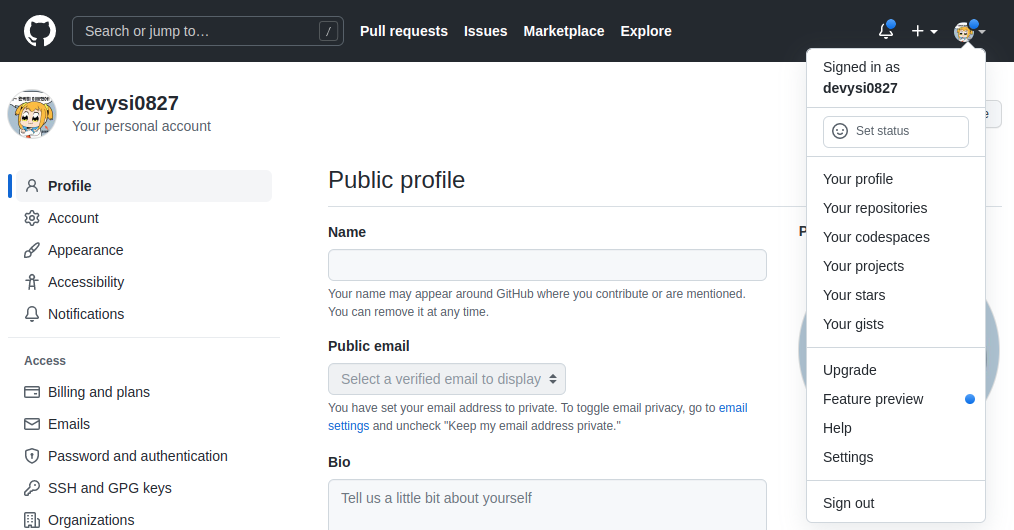 Search or jump to…
/
Pull requests
Issues
Marketplace
Explore
devysi0827
Your personal account
Profile
Account
Appearance
Accessibility
Notifications
Access
Billing and plans
Emails
Password and authentication
SSH and GPG keys
Organizations
Public profile
Name
Your name may appear around GitHub where you contribute or are mentioned.
You can remove it at any time.
Public email
Select a verified email to display
You have set your email address to private. To toggle email privacy, go to email
settings and uncheck "Keep my email address private."
Bio
Tell us a little bit about yourself
Signed in as
devysi0827
Set status
Your profile
Your repositories
Your codespaces
Your projects
Your stars
Your gists
Upgrade
Feature preview
Help
Settings
Sign out